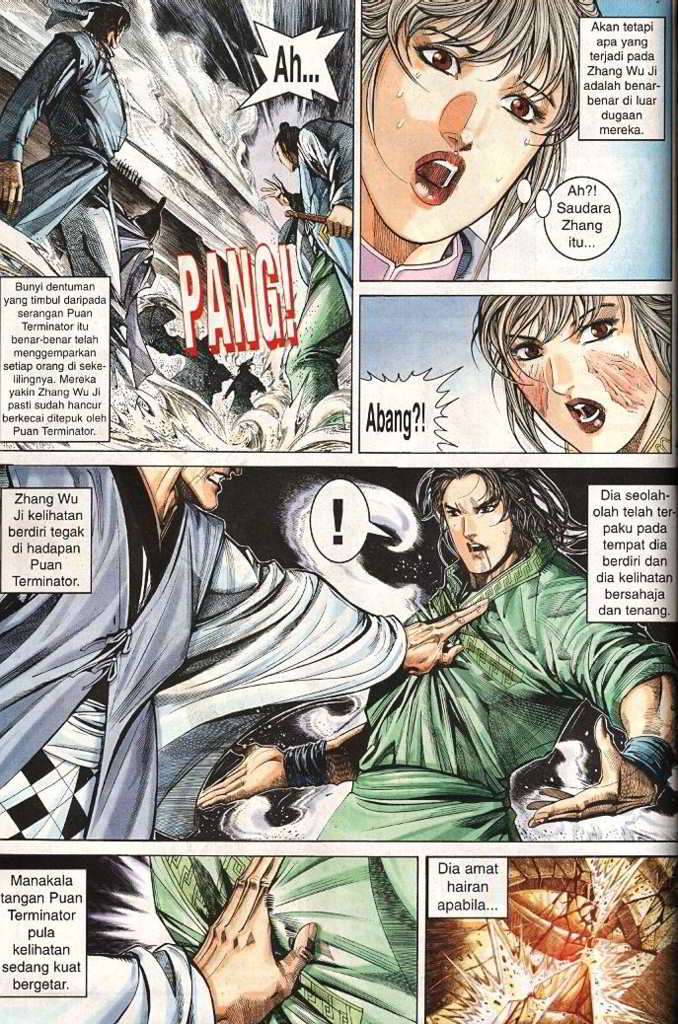 Ah...
PANG!!
Bunyi dentuman
yang timbul daripada
serangan Puan
Terminator itu
benar-benar telah
menggemparkan
setiap orang di seke-
lilingnya. Mereka
yakin Zhang Wu Ji
pasti sudah hancur
berkecai ditepuk oleh
Puan Terminator.
Akan tetapi
apa yang
terjadi pada
Zhang Wu Ji
adalah benar-
benar di luar
dugaan
mereka.
Ah?!
Saudara
Zhang
itu...
Abang?!
Zhang Wu
Ji kelihatan
berdiri tegak
di hadapan
Puan
Terminator.
!
Dia seolah-
olah telah ter-
paku pada
tempat dia
berdiri dan
dia kelihatan
bersahaja
dan tenang.
Manakala
tangan Puan
Terminator
pula
kelihatan
sedang kuat
bergetar.
Dia amat
hairan
apabila...